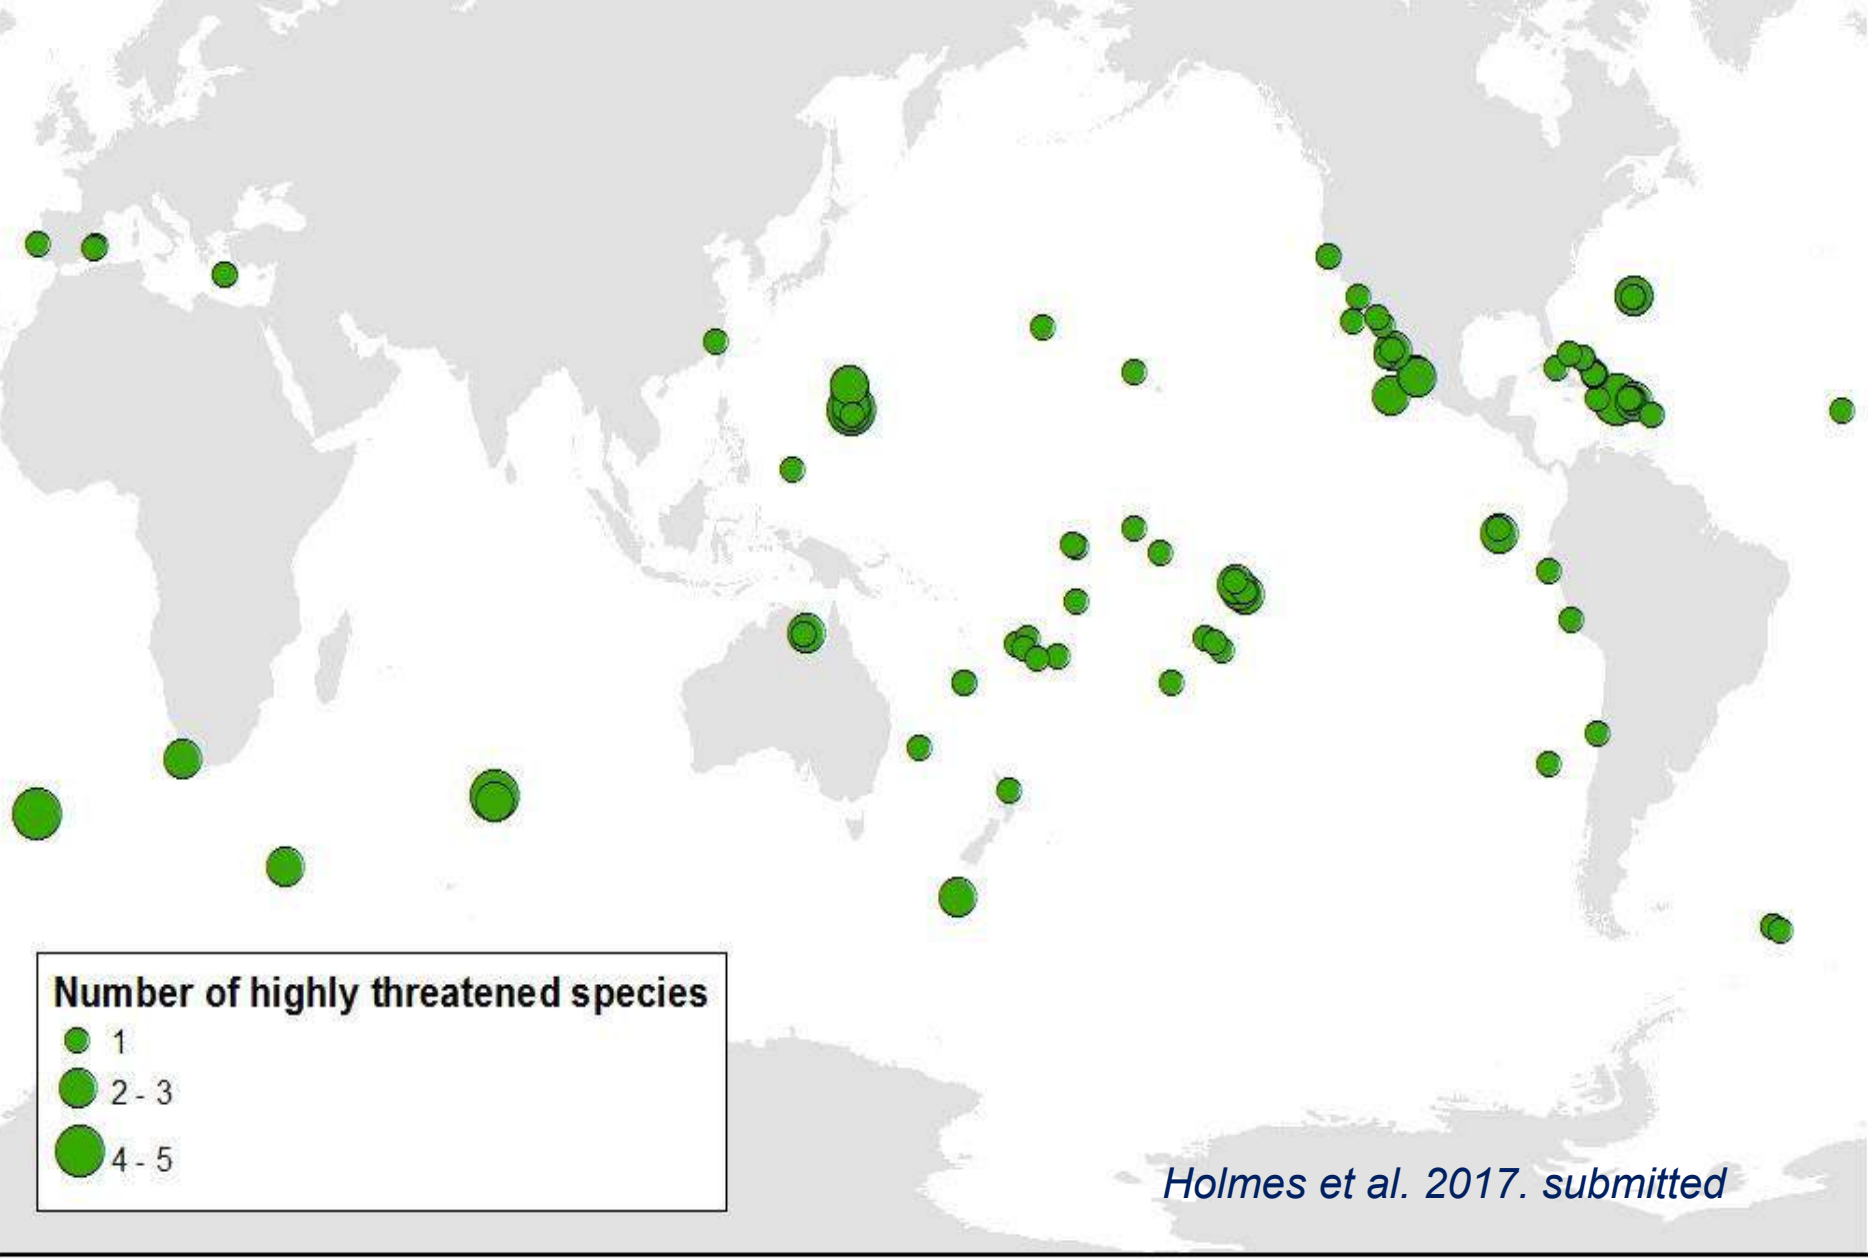 Number of highly threatened species
1
2 - 3
4 - 5
Holmes et al. 2017. submitted